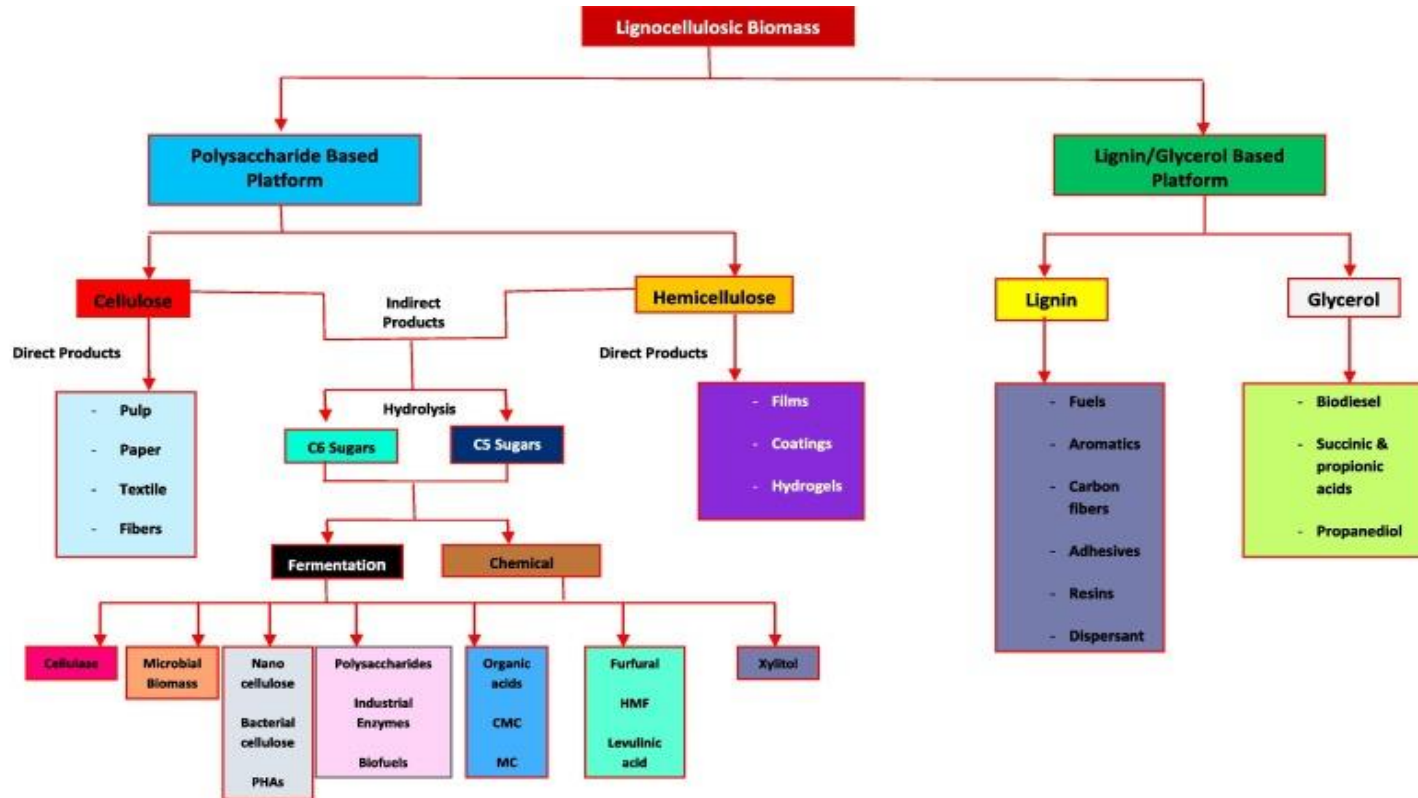 Lignocellulosic Biomass
Polysaccharide Based
Platform
Lignin/Glycerol Based
Platform
Cellulose
Indirect
Products
Hemicellulose
Lignin
Glycerol
Direct Products
Direct Products
- Pulp
- Paper
- Textile
- Fibers
Hydrolysis
C6 Sugars
C5 Sugars
- Films
- Coatings
- Hydrogels
- Fuels
- Aromatics
- Carbon
fibers
- Adhesives
- Resins
- Dispersant
- Biodiesel
- Succinic &
propionic
acids
- Propanediol
Fermentation
Chemical
Cellulase
Microbial
Biomass
Nano
cellulose
Bacterial
cellulose
PHAs
Polysaccharides
Industrial
Enzymes
Biofuels
Organic
acids
CMC
MC
Furfural
HMF
Levulinic
acid
Xylitol